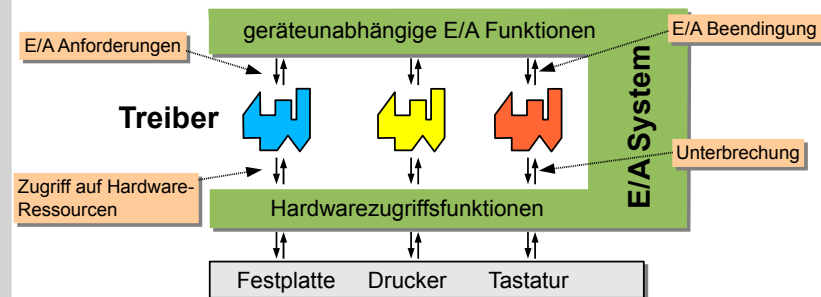 geräteunabhängige E/A Funktionen
E/A Anforderungen
E/A Beendingung
Treiber
E/A System
Unterbrechung
Zugriff auf Hardware-
Ressourcen
Hardwarezugriffsfunktionen
Festplatte
Drucker
Tastatur